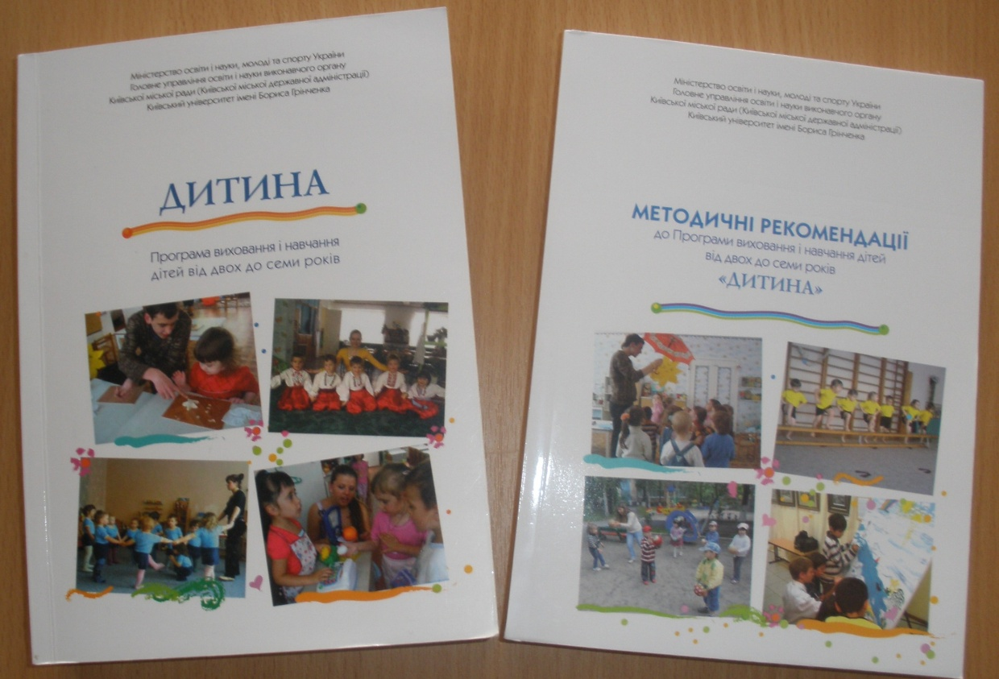 Міністерство освіти і науки, молоді та спорту України
Головне управління освіти і науки виконавчого органу
Київської міської ради (Київської міської державної адміністрації)
Київський університет імені Бориса Грінченка
ДИТИНА
Програма виховання і навчання
дітей від двох до семи років
Міністерство освіти і науки, молоді та спорту України
Головне управління освіти і науки виконавчого органу
Київської міської ради (Київської міської державної адміністрації)
Київський університет імені Бориса Грінченка
МЕТОДИЧНІ РЕКОМЕНДАЦІЇ
до Програми виховання і навчання дітей
від двох до семи років
«ДИТИНА»